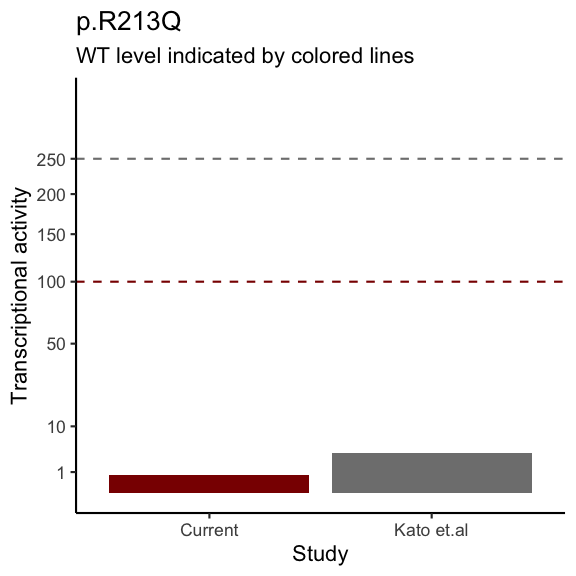 p.R213Q
WT level indicated by colored lines
Transcriptional activity
250
200
150
100
50
10
1
Current
Kato et.al
Study